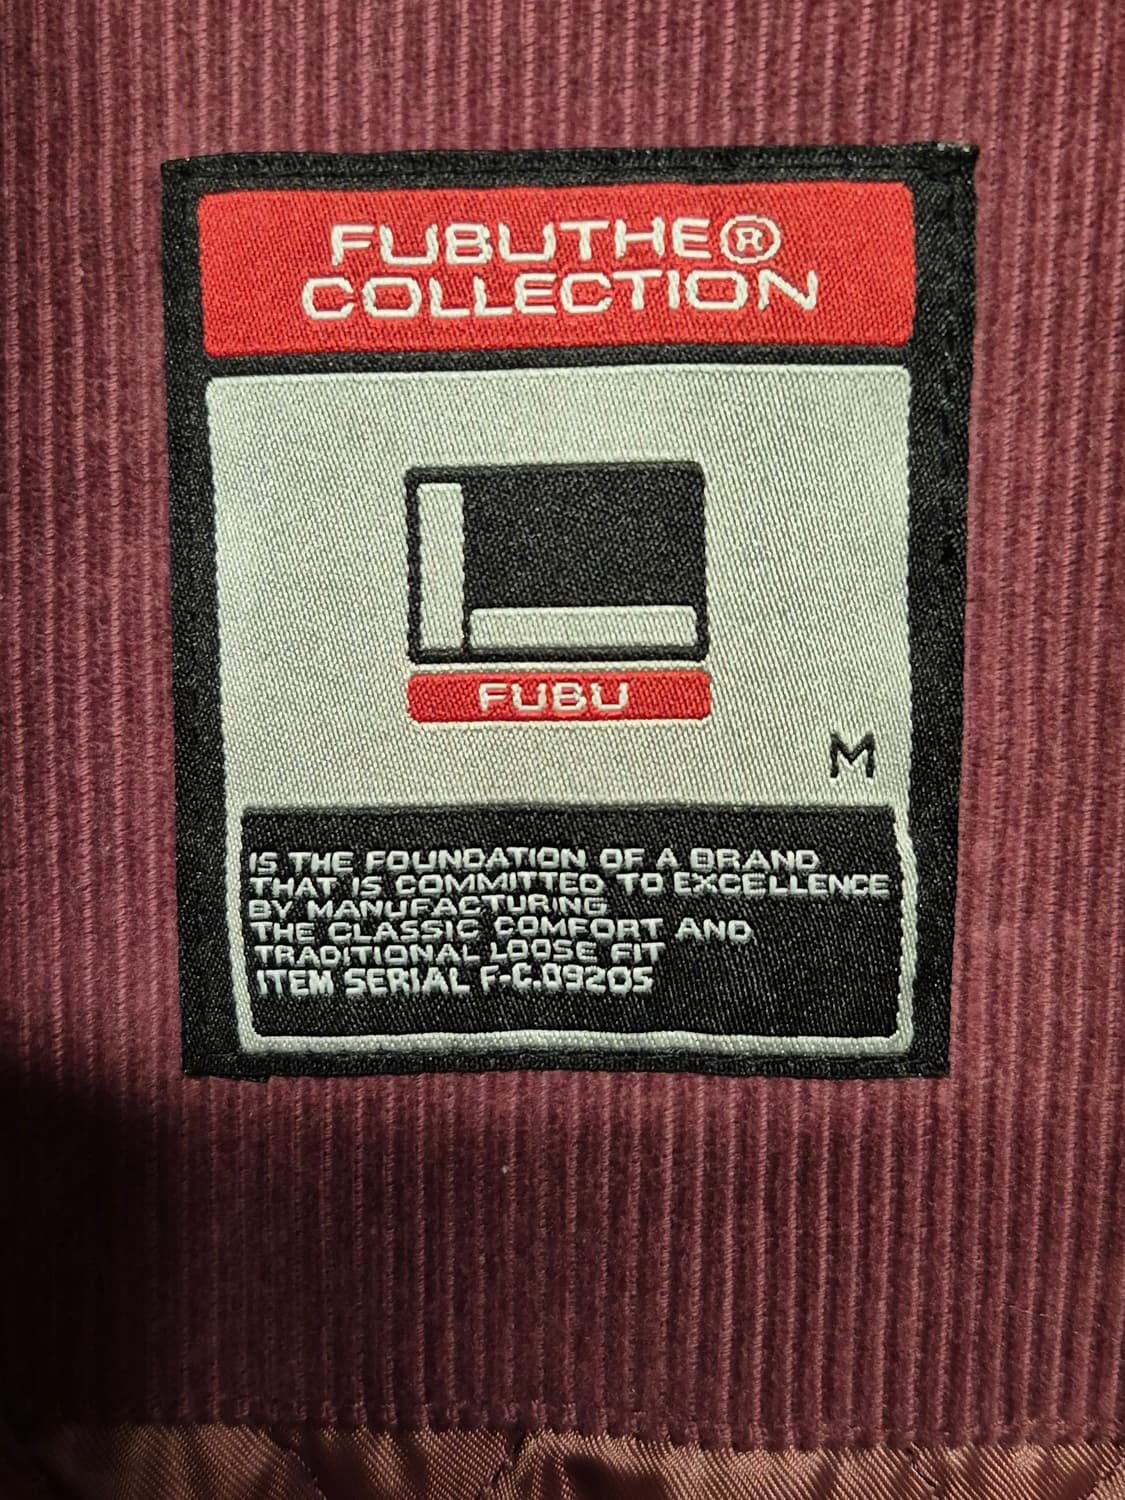 FUBUTHE®
COLLECTION
FUBU
M
IS THE FOUNDATION OF A BRAND
THAT IS COMMITTED TO EXCELLENCE
BY MANUFACTURING
THE CLASSIC COMFORT AND
TRADITIONAL LOOSE FIT
ITEM SERIAL F-C.09205